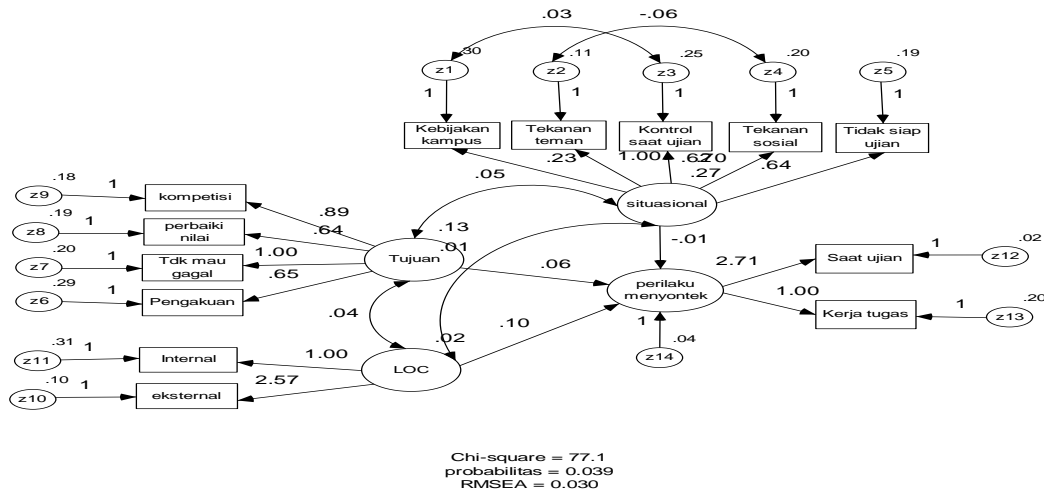 .03
-.06
.30
.11
.25
.20
.19
z1
z2
z3
z4
z5
1
1
1
1
1
Kebijakan
kampus
Tekanan
teman
Kontrol
saat ujian
Tekanan
sosial
Tidak siap
ujian
.23
1.00
.64
.27
.05
situasional
.18
z9
1
kompetisi
.89
.19
z8
1
perbaiki
nilai
.64
.13
.01
.20
z7
1
Tdk mau
gagal
1.00
Tujuan
.29
z6
1
Pengakuan
.65
-.01
.06
perilaku
menyontek
2.71
Saat ujian
1
.02
z12
1.00
Kerja tugas
1
.20
z13
.04
.02
.10
1
.04
z14
.31
z11
1
Internal
1.00
LOC
.10
z10
1
eksternal
2.57
Chi-square = 77.1
probabilitas = 0.039
RMSEA = 0.030